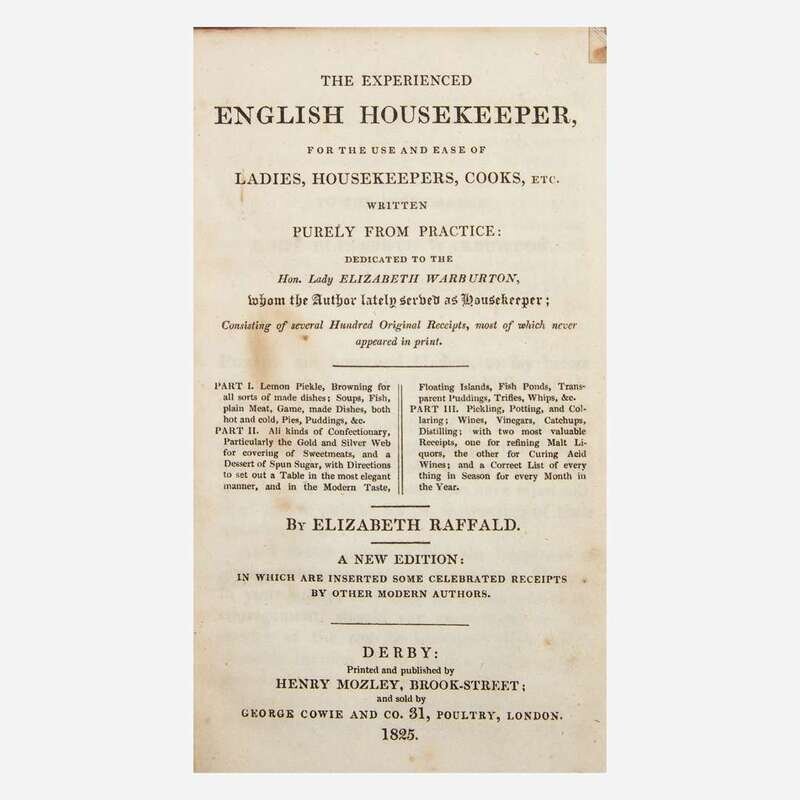 THE EXPERIENCED
ENGLISH HOUSEKEEPER,
FOR THE USE AND EASE OF
LADIES, HOUSEKEEPERS, COOKS, ETC.
WRITTEN
PURELY FROM PRACTICE:
DEDICATED TO THE
Hon. Lady ELIZABETH WARBURTON,
whom the Author lately served as Housekeeper;
Consisting of several Hundred Original Receipts, most of which never
appeared in print.
PART I. Lemon Pickle, Browning for
all sorts of made dishes; Soups, Fish,
plain Meat, Game, made Dishes, both
hot and cold, Pies, Puddings, &c.
PART II. All kinds of Confectionary,
Particularly the Gold and Silver Web
for covering of Sweetmeats, and a
Dessert of Spun Sugar, with Directions
to set out a Table in the most elegant
manner, and in the Modern Taste,
Floating Islands, Fish Ponds, Trans-
parent Puddings, Trifles, Whips, &c.
PART III. Pickling, Potting, and Col-
laring; Wines, Vinegars, Catchups,
Distilling; with two most valuable
Receipts, one for refining Malt Li-
quors, the other for Curing Acid
Wines; and a Correct List of every
thing in Season for every Month in
the Year.
BY ELIZABETH RAFFALD.
A NEW EDITION:
IN WHICH ARE INSERTED SOME CELEBRATED RECEIPTS
BY OTHER MODERN AUTHORS.
DERBY:
Printed and published by
HENRY MOZLEY, BROOK-STREET;
and sold by
GEORGE COWIE AND CO. 31, POULTRY, LONDON.
1825.